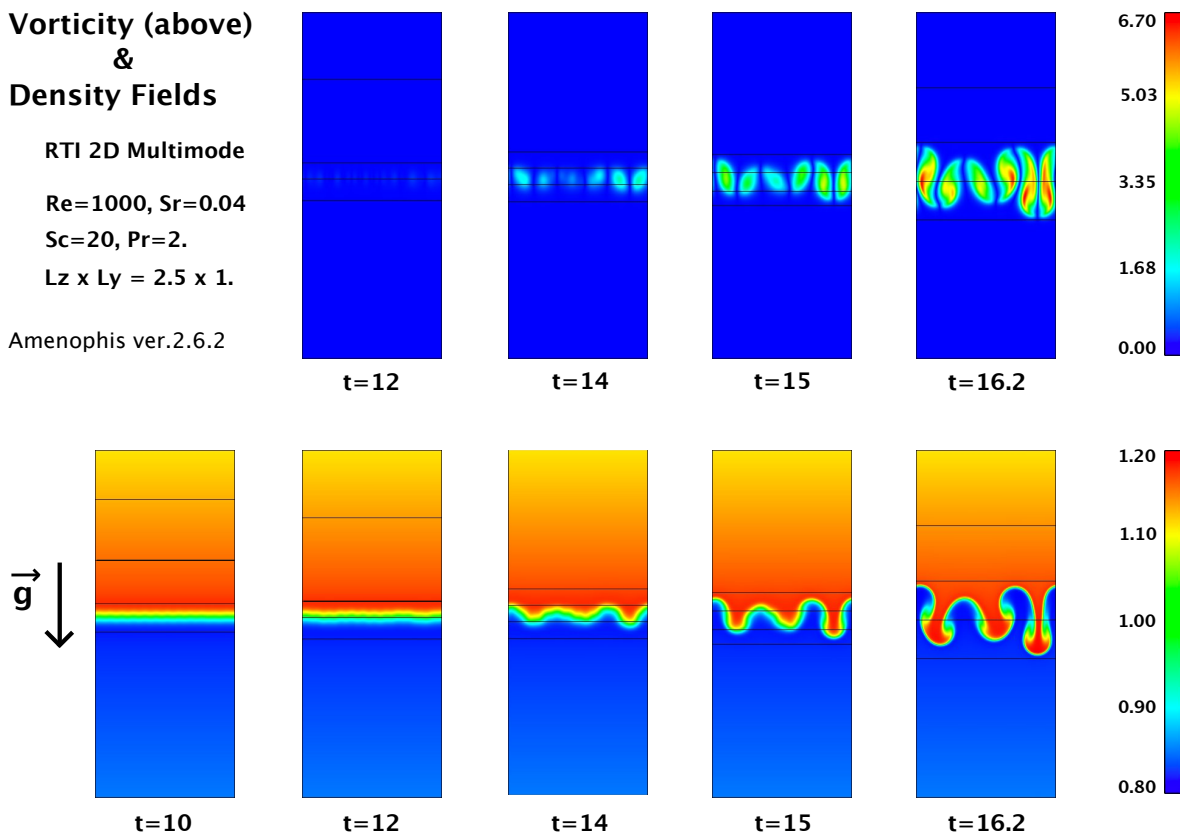 Vorticity (above)
&
Density Fields
RTI 2D Multimode
Re=1000, Sr=0.04
Sc=20, Pr=2.
Lz x Ly = 2.5 x 1.
Amenophis ver.2.6.2
t=12
t=14
t=15
t=16.2
6.70
5.03
3.35
1.68
0.00
g
t=10
t=12
t=14
t=15
t=16.2
1.20
1.10
1.00
0.90
0.80